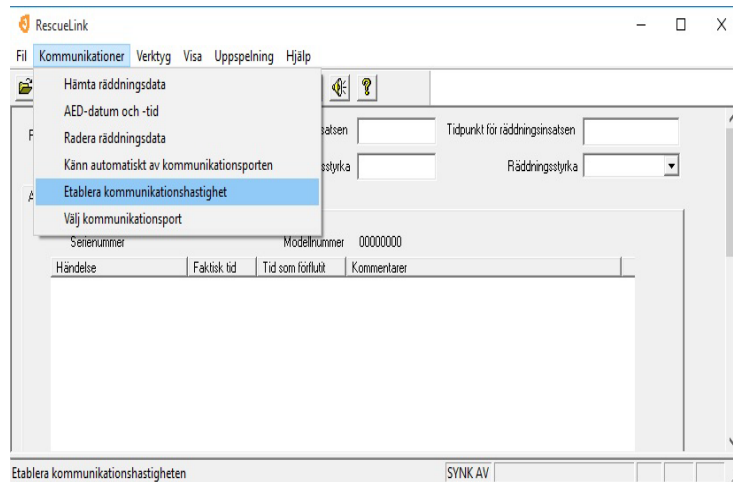 RescueLink
Fil Kommunikationer Verktyg Visa Uppspelning Hjälp
Hämta räddningsdata
AED-datum och -tid
Radera räddningsdata
Känn automatiskt av kommunikationsporten
Etablera kommunikationshastighet
Välj kommunikationsport
satsen Tidpunkt för räddningsinsatsen
sstyrka Räddningsstyrka
Serienummer Modellnummer 00000000
Händelse Faktisk tid Tid som förflutit Kommentarer
Etablera kommunikationshastigheten SYNK AV